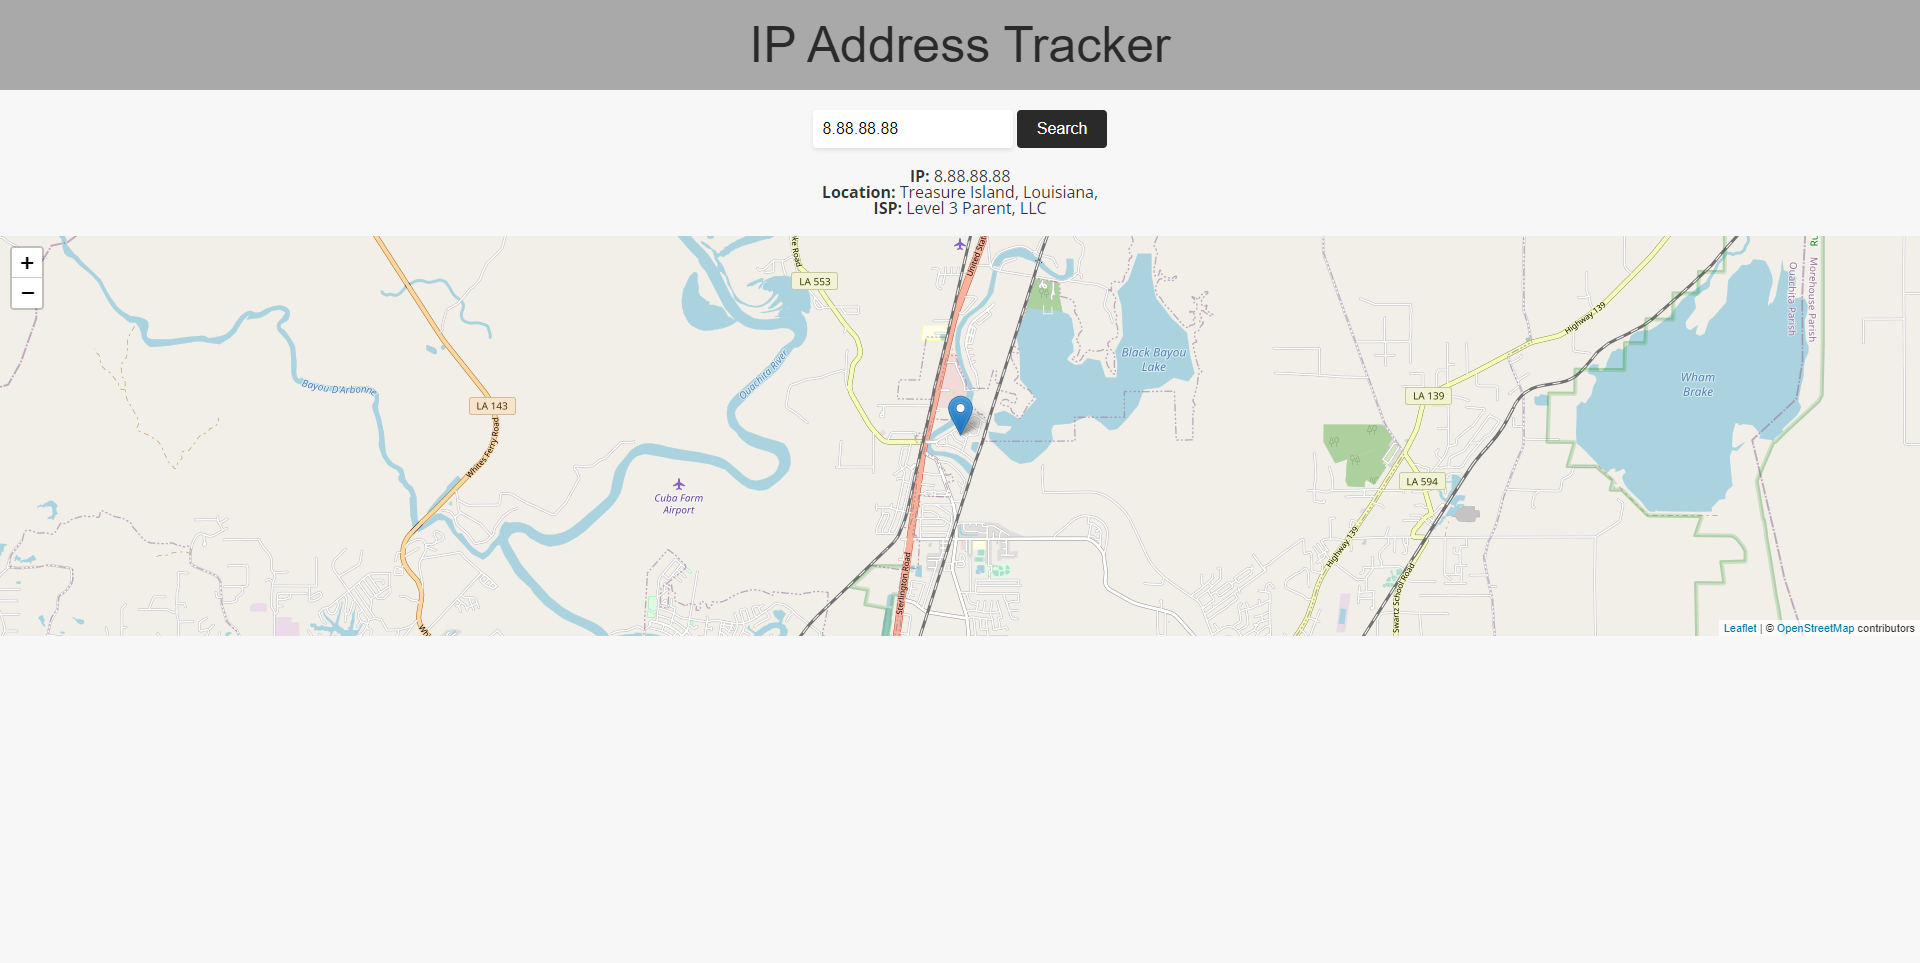 IP Address Tracker
8.88.88.88
Search
IP: 8.88.88.88
Location: Treasure Island, Louisiana,
ISP: Level 3 Parent, LLC
+
−
ke Road
LA 553
United Stat
Ouachita River
Bayou D'Arbonne
LA 143
Whites Ferry Road
Black Bayou
Lake
Highway 139
LA 139
Wham
Brake
Ouachita Parish
Morehouse Parish
Cuba Farm
Airport
LA 594
Highway 139
Sterlington Road
Swartz School Road
Leaflet | © OpenStreetMap contributors